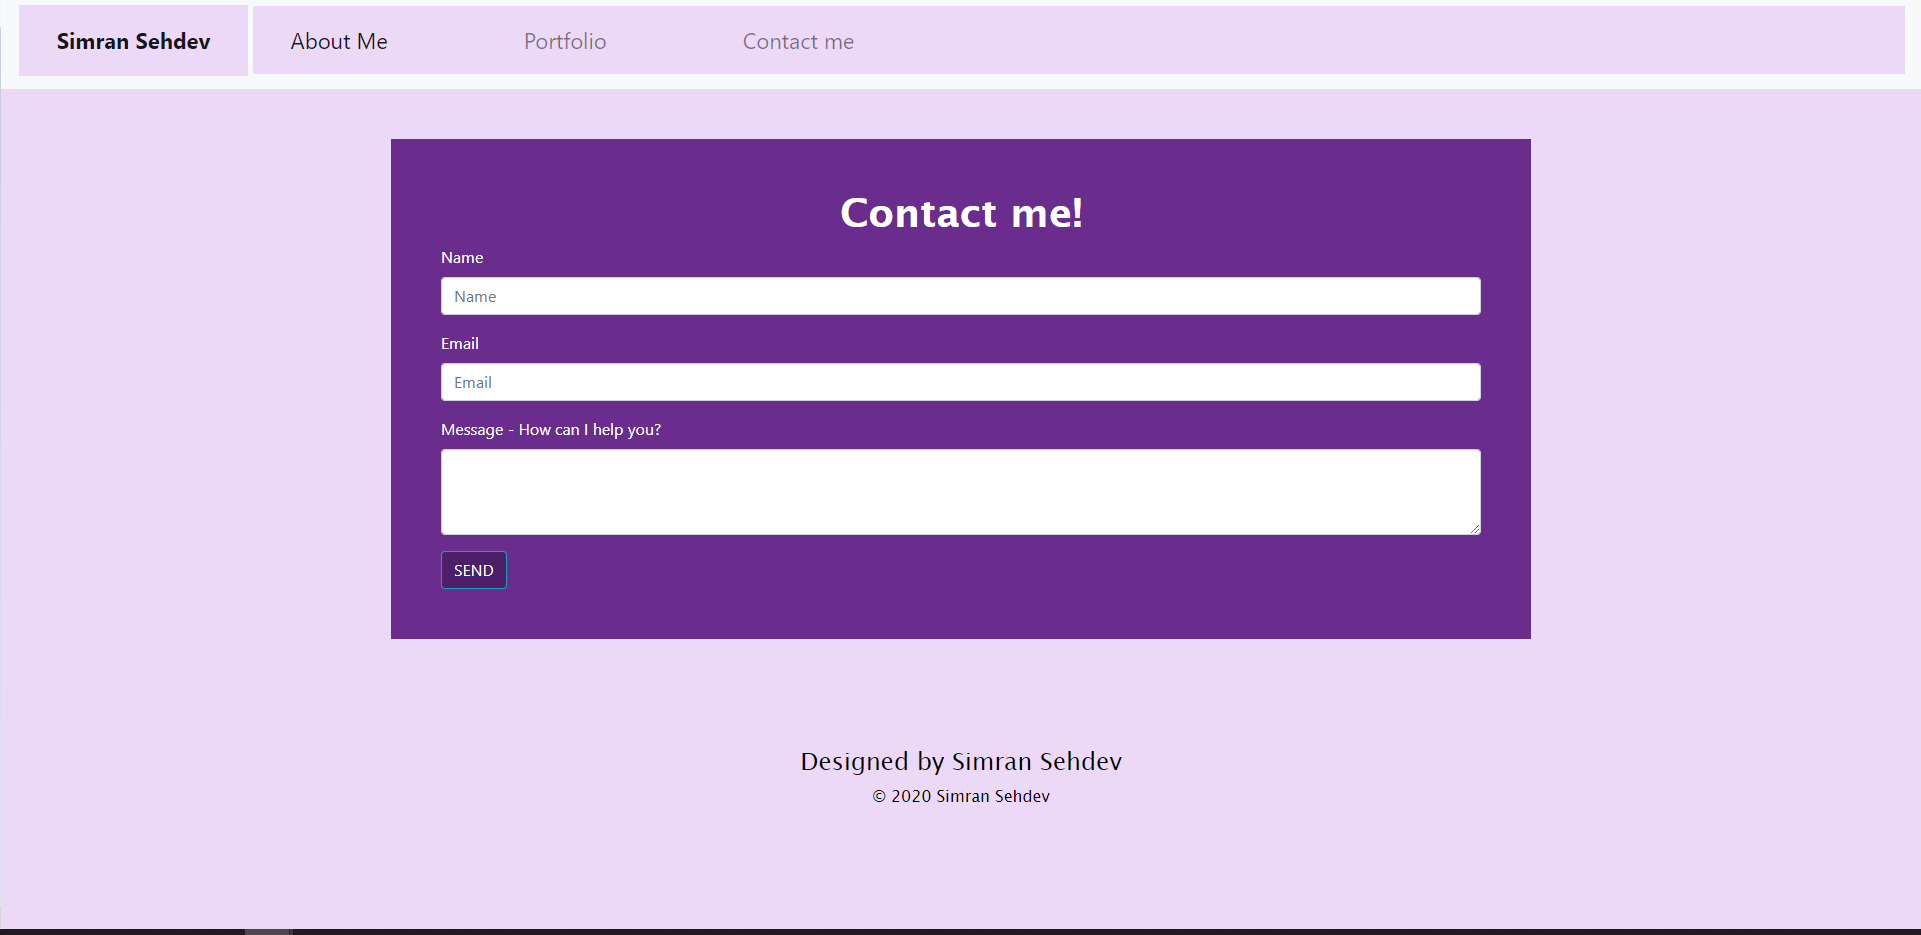 Simran Sehdev About Me Portfolio Contact me
Contact me!
Name
Name
Email
Email
Message - How can I help you?
SEND
Designed by Simran Sehdev
© 2020 Simran Sehdev